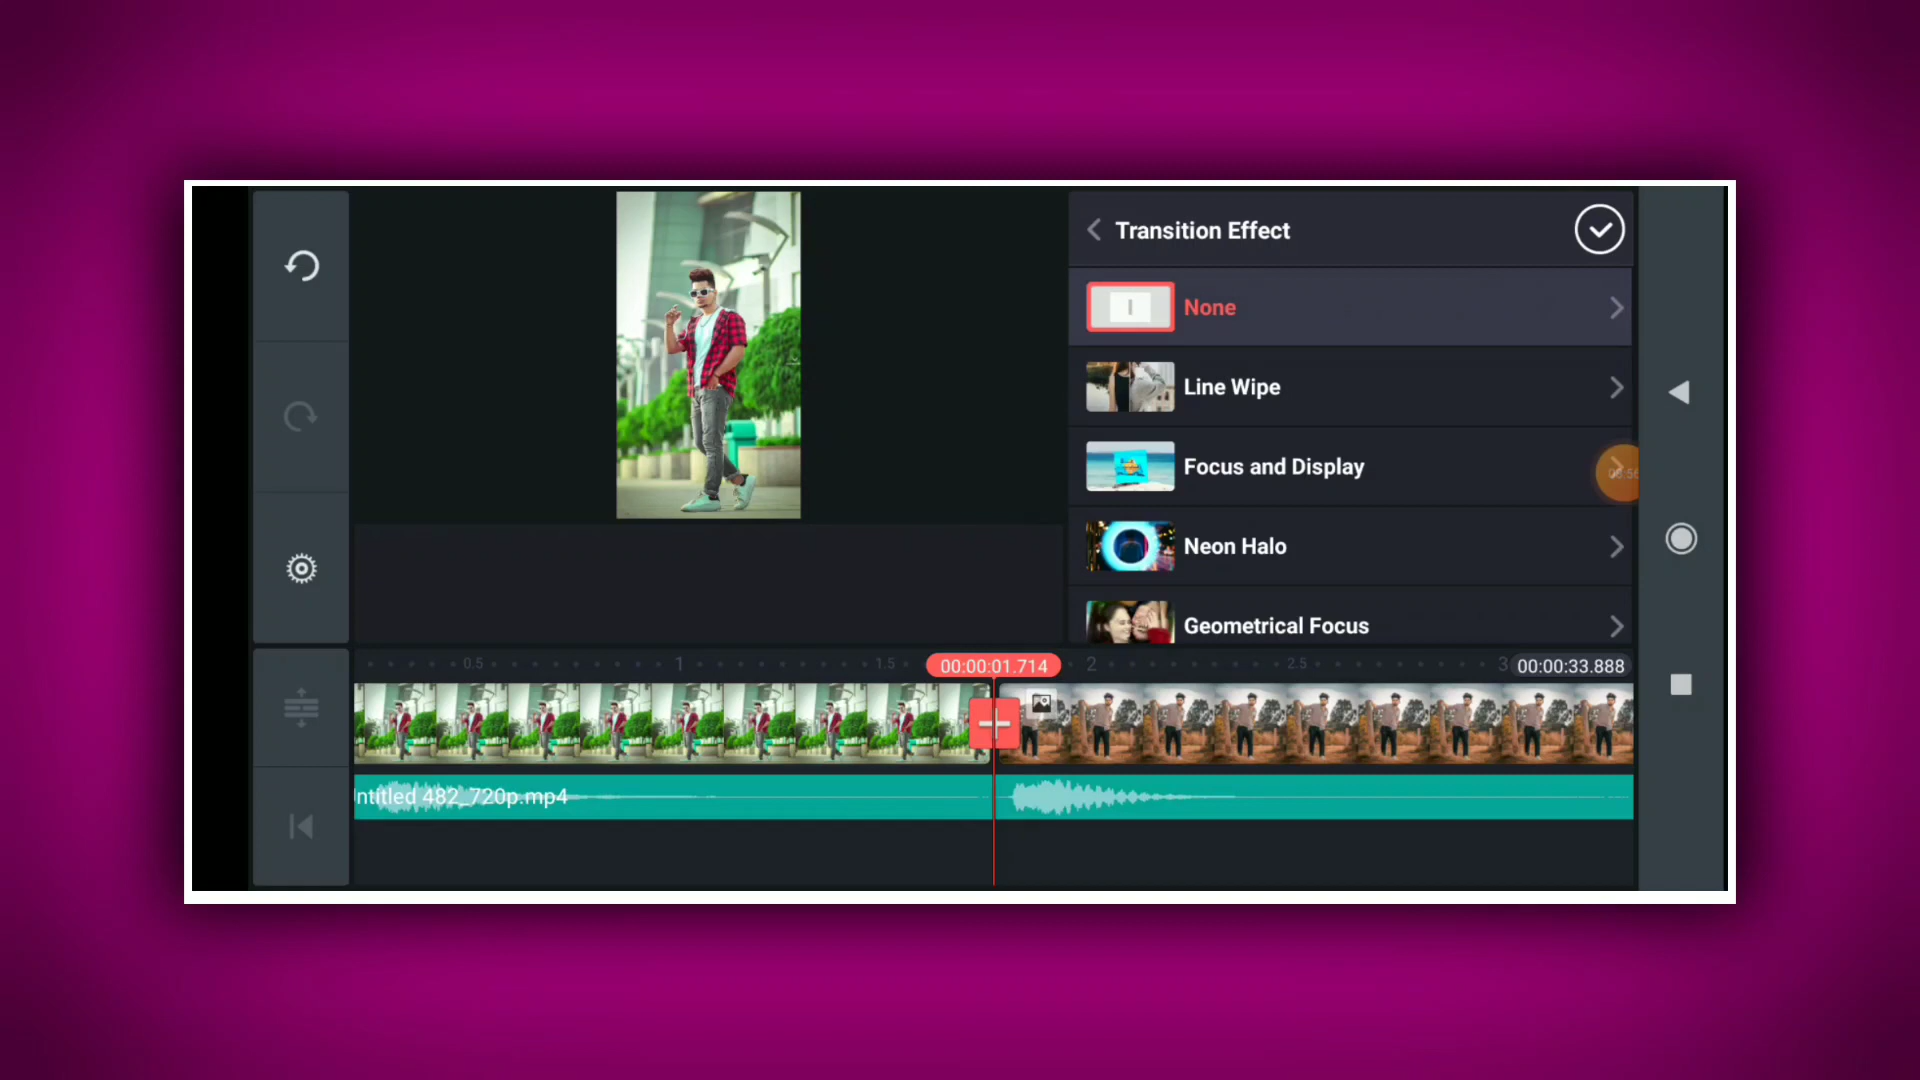 Transition Effect
None
Line Wipe
Focus and Display
Neon Halo
Geometrical Focus
0.5
1
1.5
00:00:01.714
2
2.5
3
00:00:33.888
ntitled 482_720p.mp4